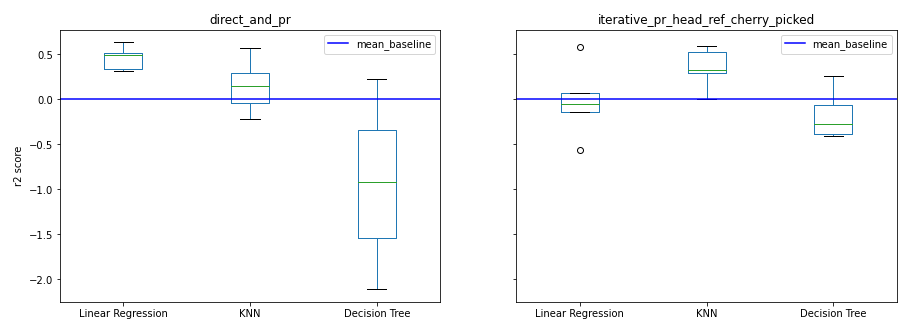 direct_and_pr
mean_baseline
r2 score
0.5
0.0
−0.5
−1.0
−1.5
−2.0
Linear Regression
KNN
Decision Tree
iterative_pr_head_ref_cherry_picked
mean_baseline
Linear Regression
KNN
Decision Tree